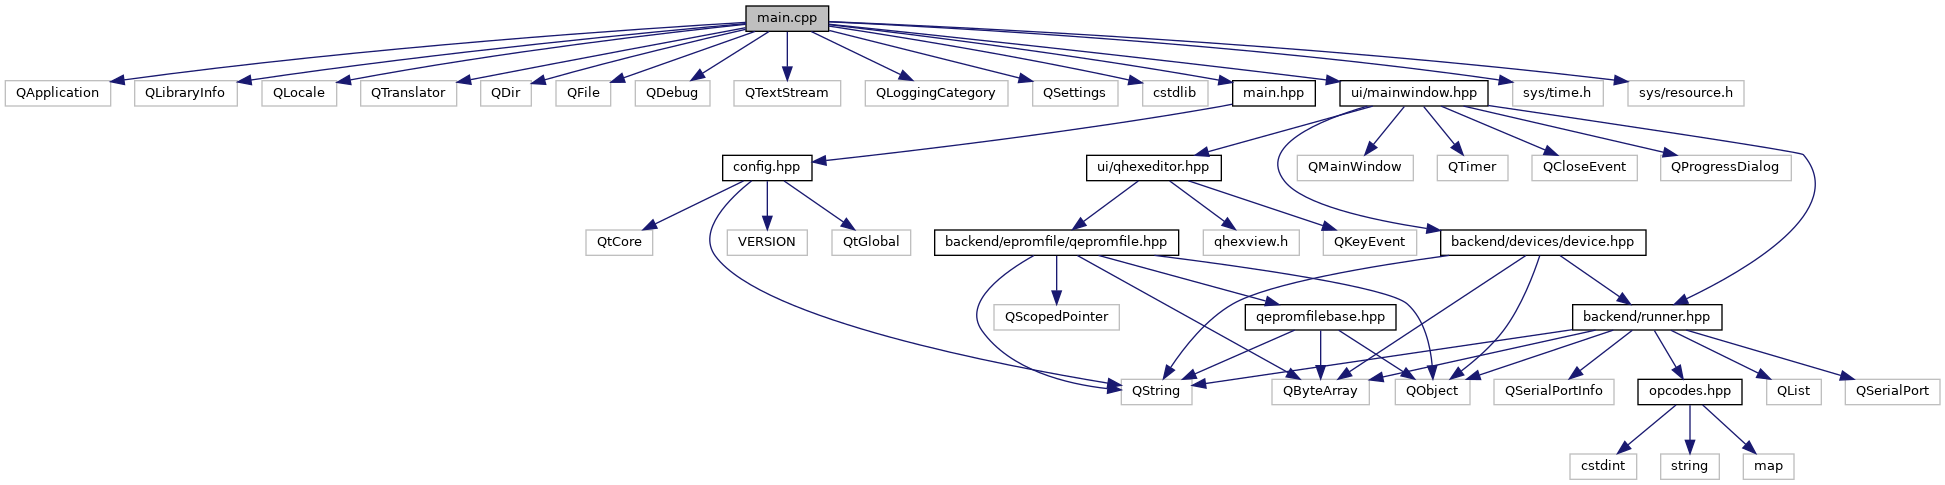 main.cpp
QApplication
QLibraryInfo
QLocale
QTranslator
QDir
QFile
QDebug
QTextStream
QLoggingCategory
QSettings
cstdlib
main.hpp
ui/mainwindow.hpp
sys/time.h
sys/resource.h
config.hpp
ui/qhexeditor.hpp
QMainWindow
QTimer
QCloseEvent
QProgressDialog
QtCore
VERSION
QtGlobal
backend/epromfile/qepromfile.hpp
qhexview.h
QKeyEvent
backend/devices/device.hpp
QScopedPointer
qepromfilebase.hpp
backend/runner.hpp
QString
QByteArray
QObject
QSerialPortInfo
opcodes.hpp
QList
QSerialPort
cstdint
string
map